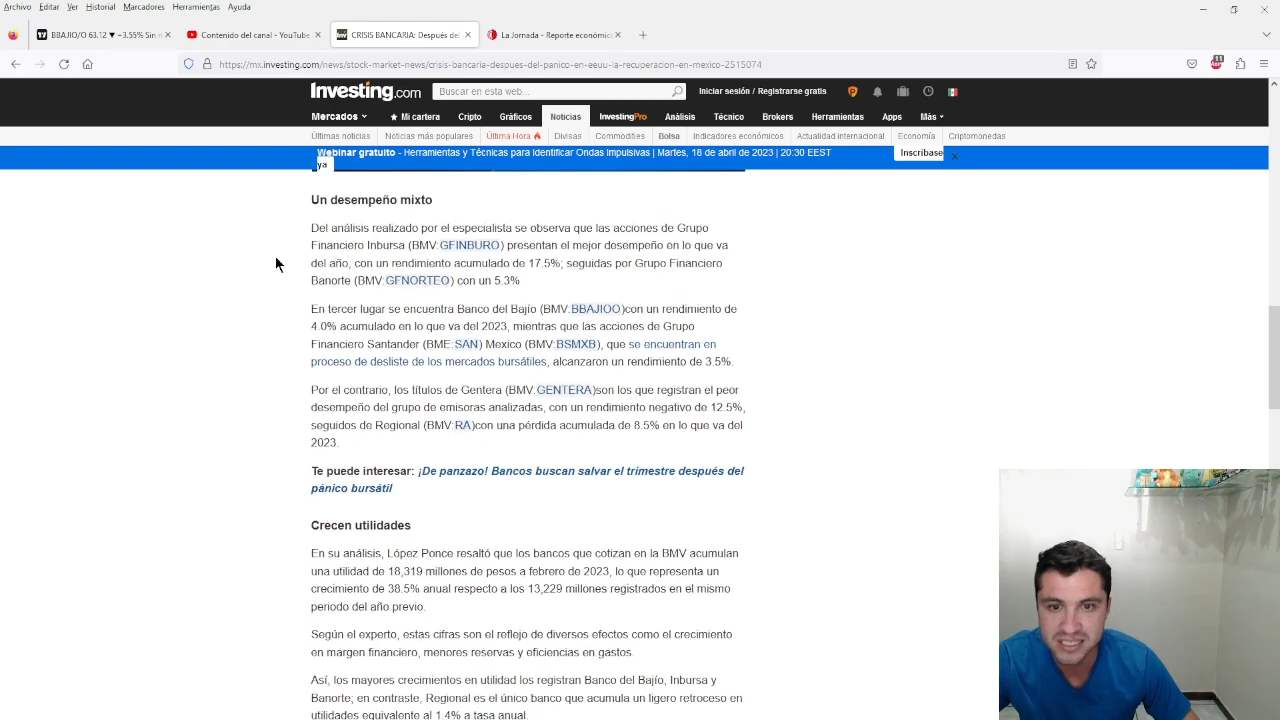 Archivo Editar Ver Historial Marcadores Herramientas Ayuda
BBAJIO/O 63.12 ▼ −3.55% Sin n
Contenido del canal - YouTube
CRISIS BANCARIA: Después del
La Jornada - Reporte económic
https://mx.investing.com/news/stock-market-news/crisis-bancaria-despues-del-panico-en-eeuu-la-recuperacion-en-mexico-2515074
Investing.com
Buscar en esta web...
Iniciar sesión / Registrarse gratis
Mercados Mi cartera Cripto Gráficos Noticias InvestingPro Análisis Técnico Brokers Herramientas Apps Más
Últimas noticias Noticias más populares Última Hora Divisas Commodities Bolsa Indicadores económicos Actualidad internacional Economía Criptomonedas
Webinar gratuito - Herramientas y Técnicas para Identificar Ondas Impulsivas | Martes, 18 de abril de 2023 | 20:30 EEST
Inscríbase
ya
Un desempeño mixto
Del análisis realizado por el especialista se observa que las acciones de Grupo
Financiero Inbursa (BMV:GFINBURO) presentan el mejor desempeño en lo que va
del año, con un rendimiento acumulado de 17.5%; seguidas por Grupo Financiero
Banorte (BMV:GFNORTEO) con un 5.3%
En tercer lugar se encuentra Banco del Bajío (BMV:BBAJIOO)con un rendimiento de
4.0% acumulado en lo que va del 2023, mientras que las acciones de Grupo
Financiero Santander (BME:SAN) Mexico (BMV:BSMXB), que se encuentran en
proceso de desliste de los mercados bursátiles, alcanzaron un rendimiento de 3.5%.
Por el contrario, los títulos de Gentera (BMV:GENTERA)son los que registran el peor
desempeño del grupo de emisoras analizadas, con un rendimiento negativo de 12.5%,
seguidos de Regional (BMV:RA)con una pérdida acumulada de 8.5% en lo que va del
2023.
Te puede interesar: ¡De panzazo! Bancos buscan salvar el trimestre después del
pánico bursátil
Crecen utilidades
En su análisis, López Ponce resaltó que los bancos que cotizan en la BMV acumulan
una utilidad de 18,319 millones de pesos a febrero de 2023, lo que representa un
crecimiento de 38.5% anual respecto a los 13,229 millones registrados en el mismo
periodo del año previo.
Según el experto, estas cifras son el reflejo de diversos efectos como el crecimiento
en margen financiero, menores reservas y eficiencias en gastos.
Así, los mayores crecimientos en utilidad los registran Banco del Bajío, Inbursa y
Banorte; en contraste, Regional es el único banco que acumula un ligero retroceso en
utilidades equivalente al 1.4% a tasa anual.